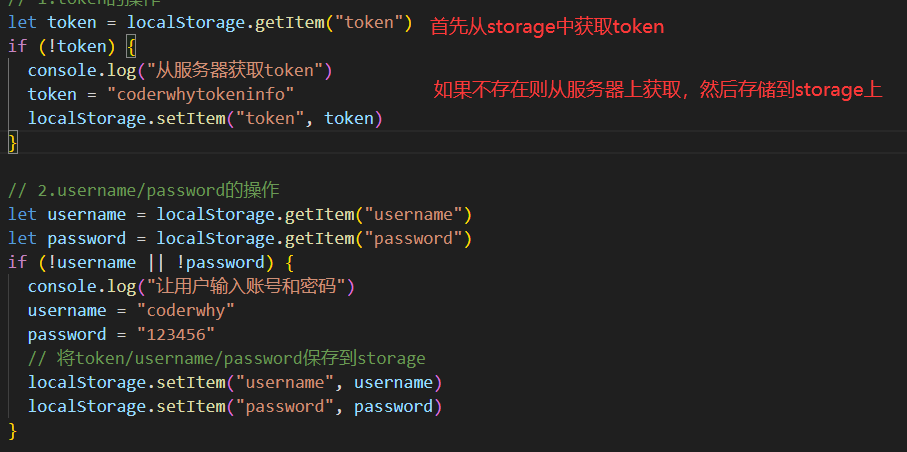 // 1.token的操作
let token = localStorage.getItem("token") 首先从storage中获取token
if (!token) {
console.log("从服务器获取token")
token = "coderwhytokeninfo" 如果不存在则从服务器上获取，然后存储到storage上
localStorage.setItem("token", token)
}
// 2.username/password的操作
let username = localStorage.getItem("username")
let password = localStorage.getItem("password")
if (!username || !password) {
console.log("让用户输入账号和密码")
username = "coderwhy"
password = "123456"
// 将token/username/password保存到storage
localStorage.setItem("username", username)
localStorage.setItem("password", password)
}